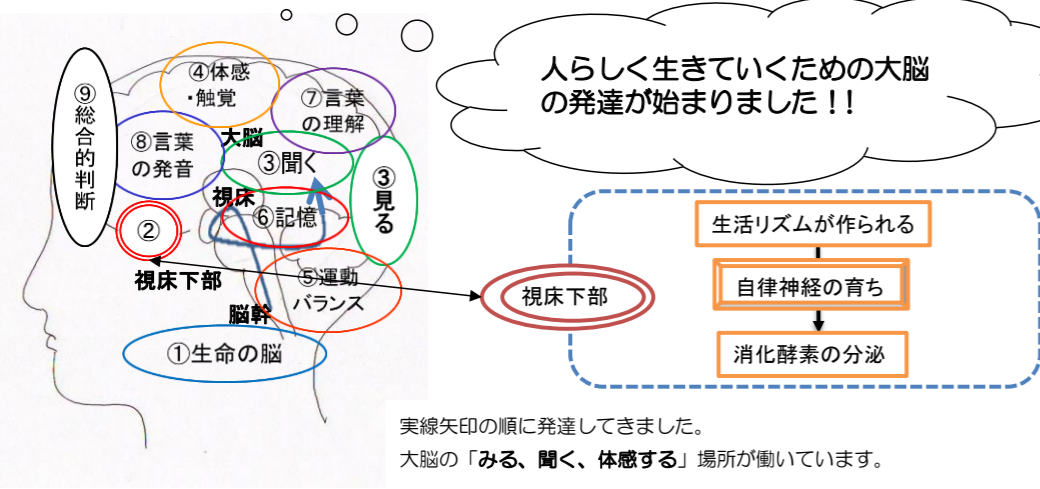 人らしく生きていくための大脳
の発達が始まりました！！
⑨総合的判断
④体感
・触覚
⑦言葉
の理解
⑧言葉
の発音
大脳
③聞く
③見る
視床
⑥記憶
②
視床下部
⑤運動
バランス
脳幹
①生命の脳
視床下部
生活リズムが作られる
自律神経の育ち
消化酵素の分泌
実線矢印の順に発達してきました。
大脳の「みる、聞く、体感する」場所が働いています。